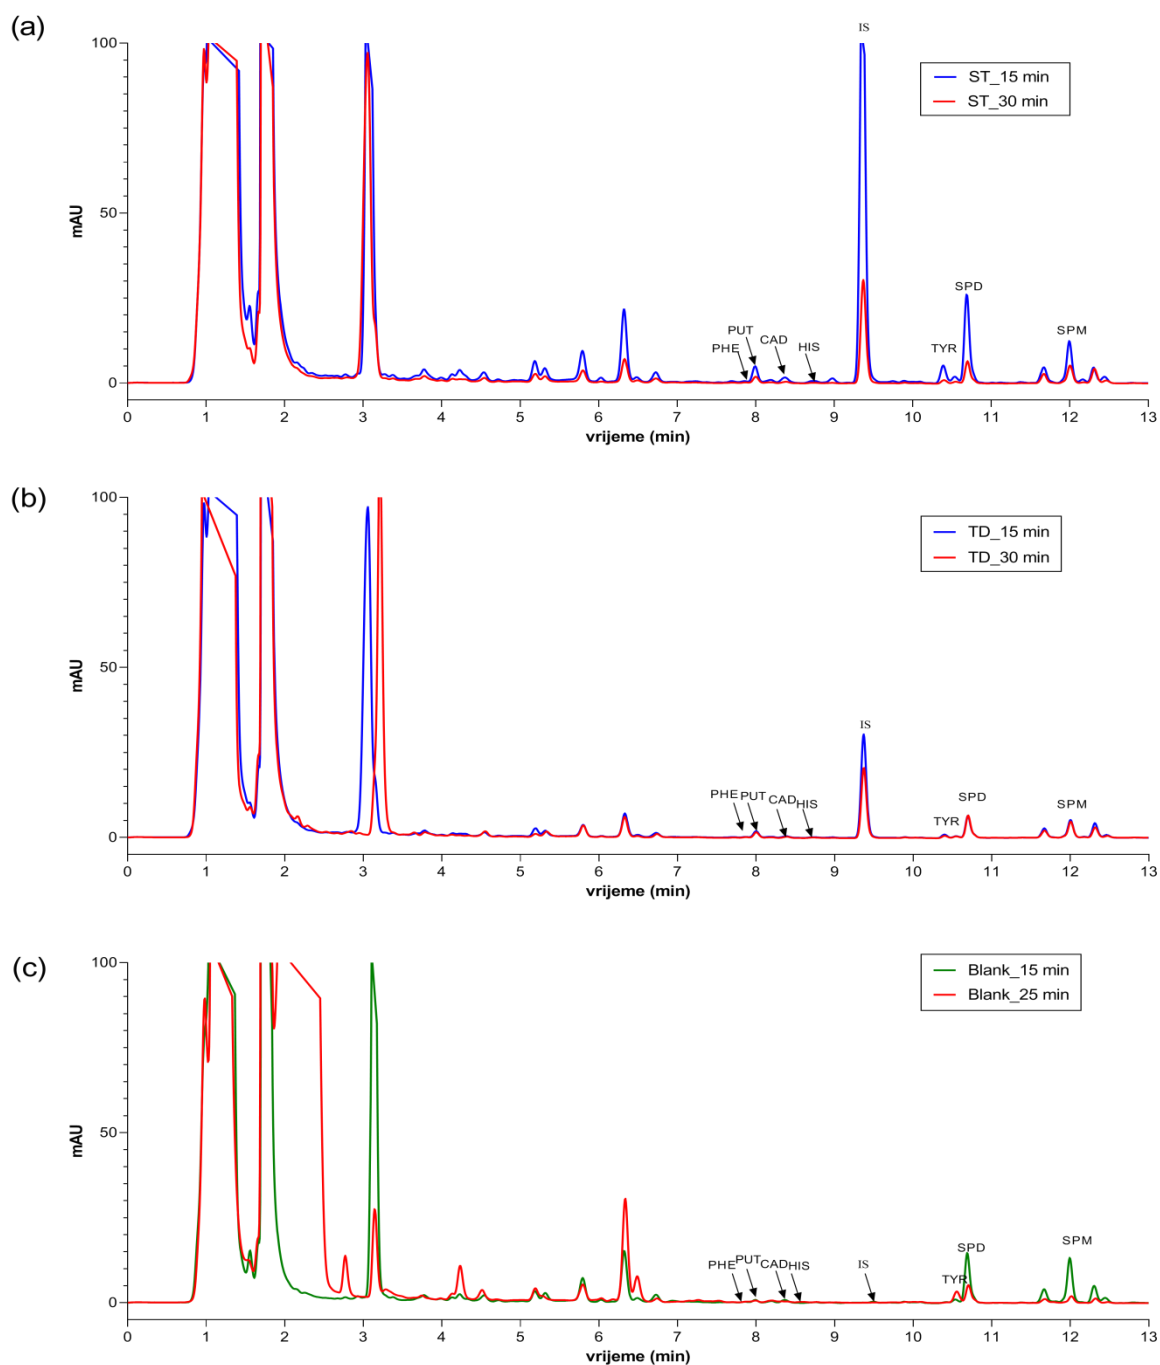 (a)
IS
100
50
0
mAU
ST_15 min
ST_30 min
PUT
PHE
CAD
HIS
TYR
SPD
SPM
0 1 2 3 4 5 6 7 8 9 10 11 12 13
vrijeme (min)
(b)
100
50
0
mAU
TD_15 min
TD_30 min
IS
PHE
PUT
CAD
HIS
TYR
SPD
SPM
0 1 2 3 4 5 6 7 8 9 10 11 12 13
vrijeme (min)
(c)
100
50
0
mAU
Blank_15 min
Blank_25 min
PHE
PUT
CAD
HIS
IS
TYR
SPD
SPM
0 1 2 3 4 5 6 7 8 9 10 11 12 13
vrijeme (min)